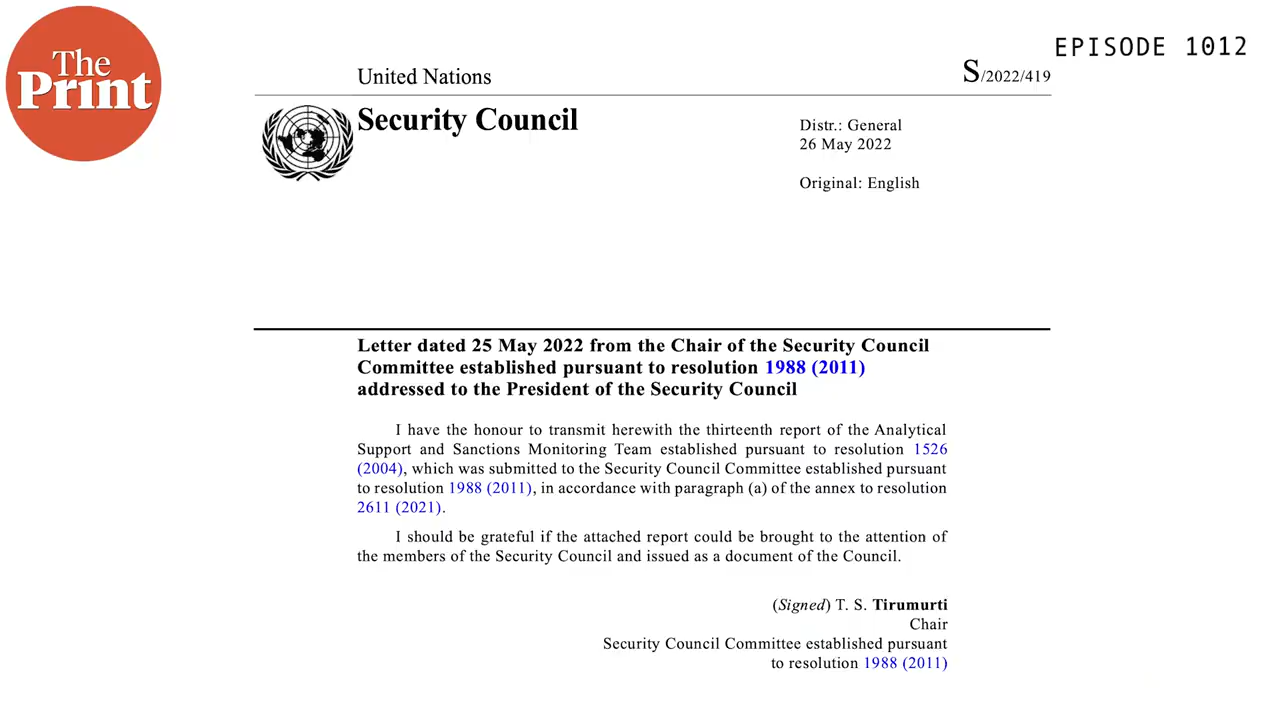 The
Print
EPISODE 1012
United Nations
S/2022/419
Security Council
Distr.: General
26 May 2022
Original: English
Letter dated 25 May 2022 from the Chair of the Security Council
Committee established pursuant to resolution 1988 (2011)
addressed to the President of the Security Council
I have the honour to transmit herewith the thirteenth report of the Analytical
Support and Sanctions Monitoring Team established pursuant to resolution 1526
(2004), which was submitted to the Security Council Committee established pursuant
to resolution 1988 (2011), in accordance with paragraph (a) of the annex to resolution
2611 (2021).
I should be grateful if the attached report could be brought to the attention of
the members of the Security Council and issued as a document of the Council.
(Signed) T. S. Tirumurti
Chair
Security Council Committee established pursuant
to resolution 1988 (2011)